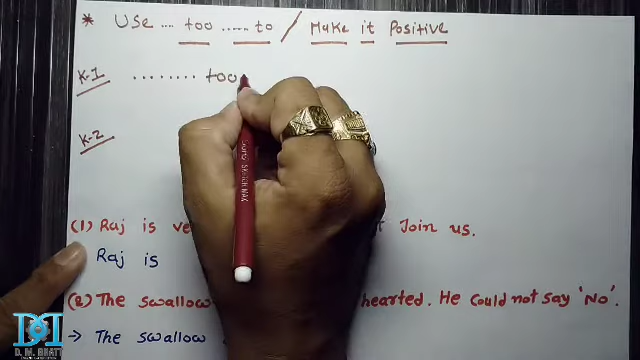 * Use ... too ...... to / Make it Positive
K-1 ........ too
K-2
(1) Raj is ve Join us.
Raj is
(2) The swallow hearted. He could not say 'No'.
→ The swallow
D. M. BHATT